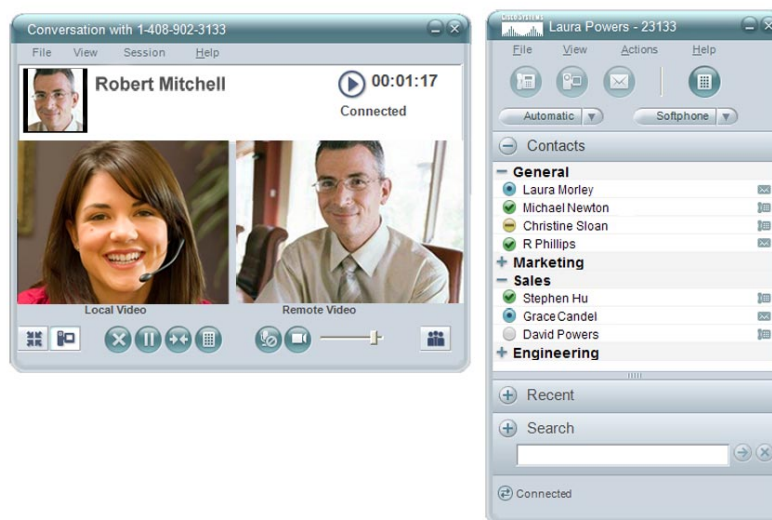 Conversation with 1-408-902-3133
File View Session Help
Robert Mitchell
00:01:17
Connected
Local Video
Remote Video
Cisco Systems
Laura Powers - 23133
File View Actions Help
Automatic
Softphone
Contacts
General
Laura Morley
Michael Newton
Christine Sloan
R Phillips
Marketing
Sales
Stephen Hu
Grace Candel
David Powers
Engineering
Recent
Search
Connected